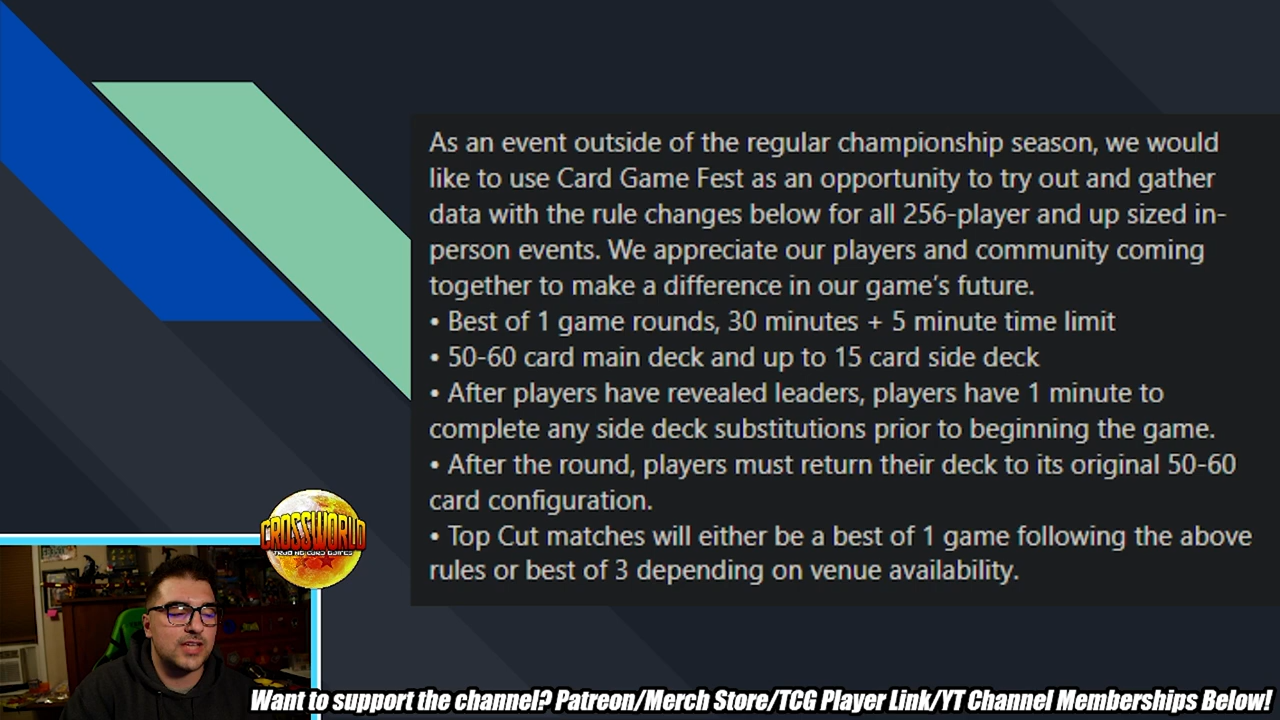 As an event outside of the regular championship season, we would
like to use Card Game Fest as an opportunity to try out and gather
data with the rule changes below for all 256-player and up sized in-
person events. We appreciate our players and community coming
together to make a difference in our game's future.
• Best of 1 game rounds, 30 minutes + 5 minute time limit
• 50-60 card main deck and up to 15 card side deck
• After players have revealed leaders, players have 1 minute to
complete any side deck substitutions prior to beginning the game.
• After the round, players must return their deck to its original 50-60
card configuration.
• Top Cut matches will either be a best of 1 game following the above
rules or best of 3 depending on venue availability.
CROSSWORLD
TRADING CARD GAMES
Want to support the channel? Patreon/Merch Store/TCG Player Link/YT Channel Memberships Below!